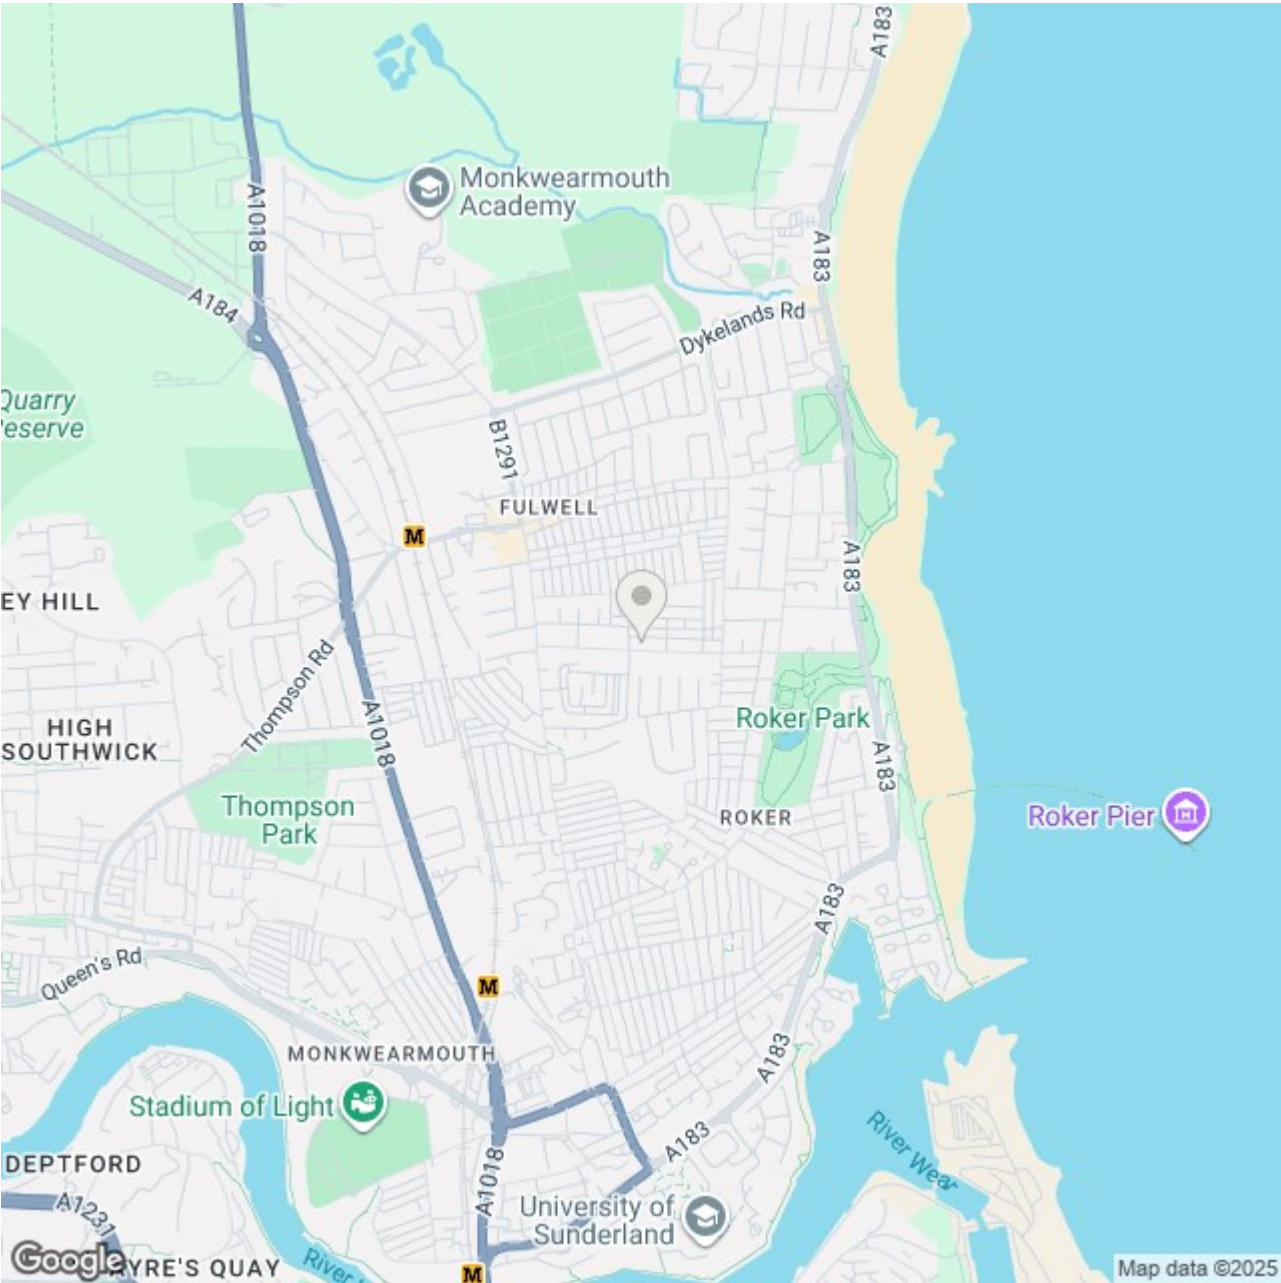 A183
Monkwearmouth
Academy
A1018
A183
A184
Dykelands Rd
Quarry
eserve
B1291
FULWELL
M
A183
EY HILL
Thompson Rd
HIGH
SOUTHWICK
A1018
Roker Park
A183
Thompson
Park
ROKER
Roker Pier
A183
Queen's Rd
M
MONKWEARMOUTH
A183
Stadium of Light
River Wear
A183
DEPTFORD
A1018
A1231
University of
Sunderland
River
Google
AYRE'S QUAY
M
Map data ©2025